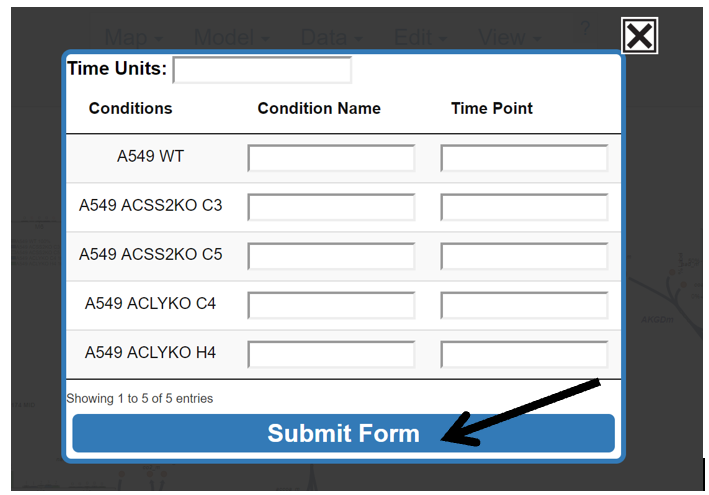 Map Model Data Edit View ?
Time Units:
Conditions Condition Name Time Point
A549 WT
A549 ACSS2KO C3
A549 ACSS2KO C5
A549 ACLYKO C4
A549 ACLYKO H4
Showing 1 to 5 of 5 entries
Submit Form